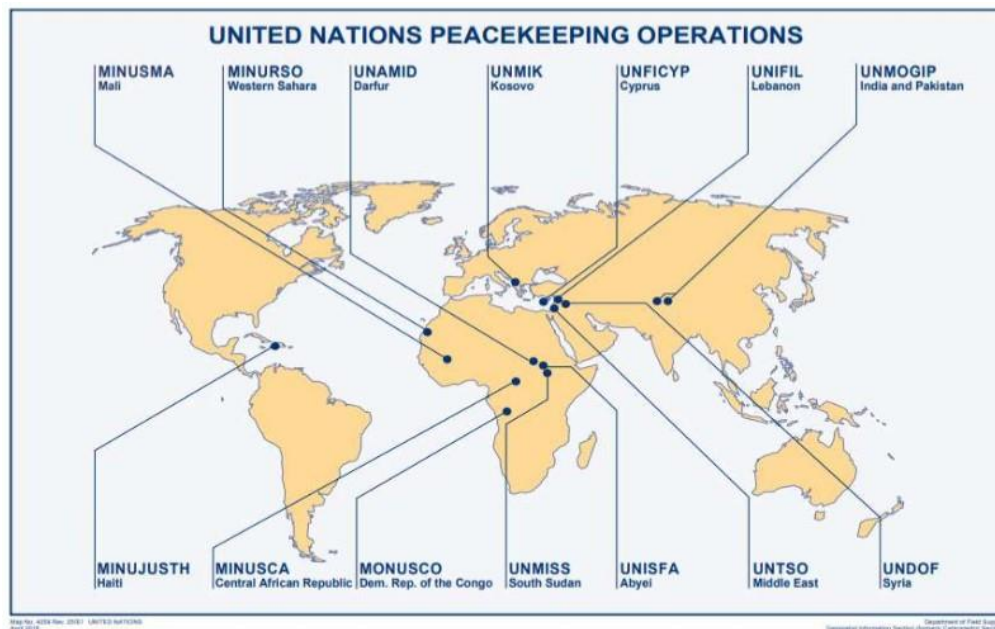 UNITED NATIONS PEACEKEEPING OPERATIONS
MINUSMA
Mali
MINURSO
Western Sahara
UNAMID
Darfur
UNMIK
Kosovo
UNFICYP
Cyprus
UNIFIL
Lebanon
UNMOGIP
India and Pakistan
MINUJUSTH
Haiti
MINUSCA
Central African Republic
MONUSCO
Dem. Rep. of the Congo
UNMISS
South Sudan
UNISFA
Abyei
UNTSO
Middle East
UNDOF
Syria
UNITED NATIONS